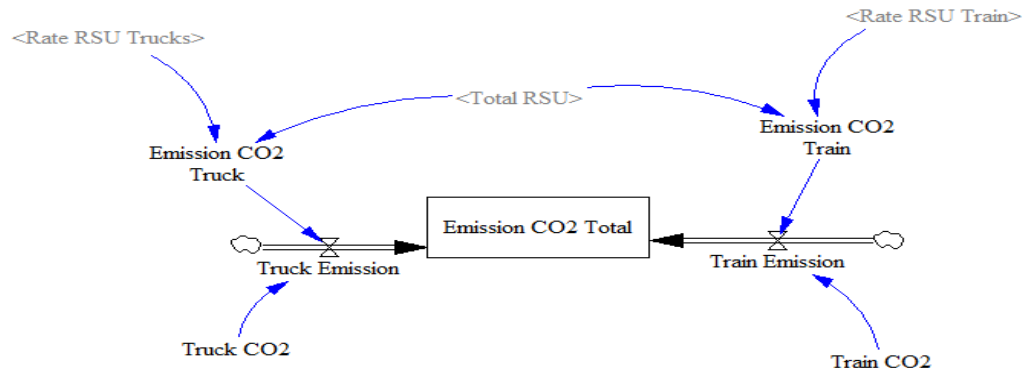 <Rate RSU Train>
<Rate RSU Trucks>
<Total RSU>
Emission CO2
Train
Emission CO2
Truck
Emission CO2 Total
Truck Emission
Train Emission
Truck CO2
Train CO2